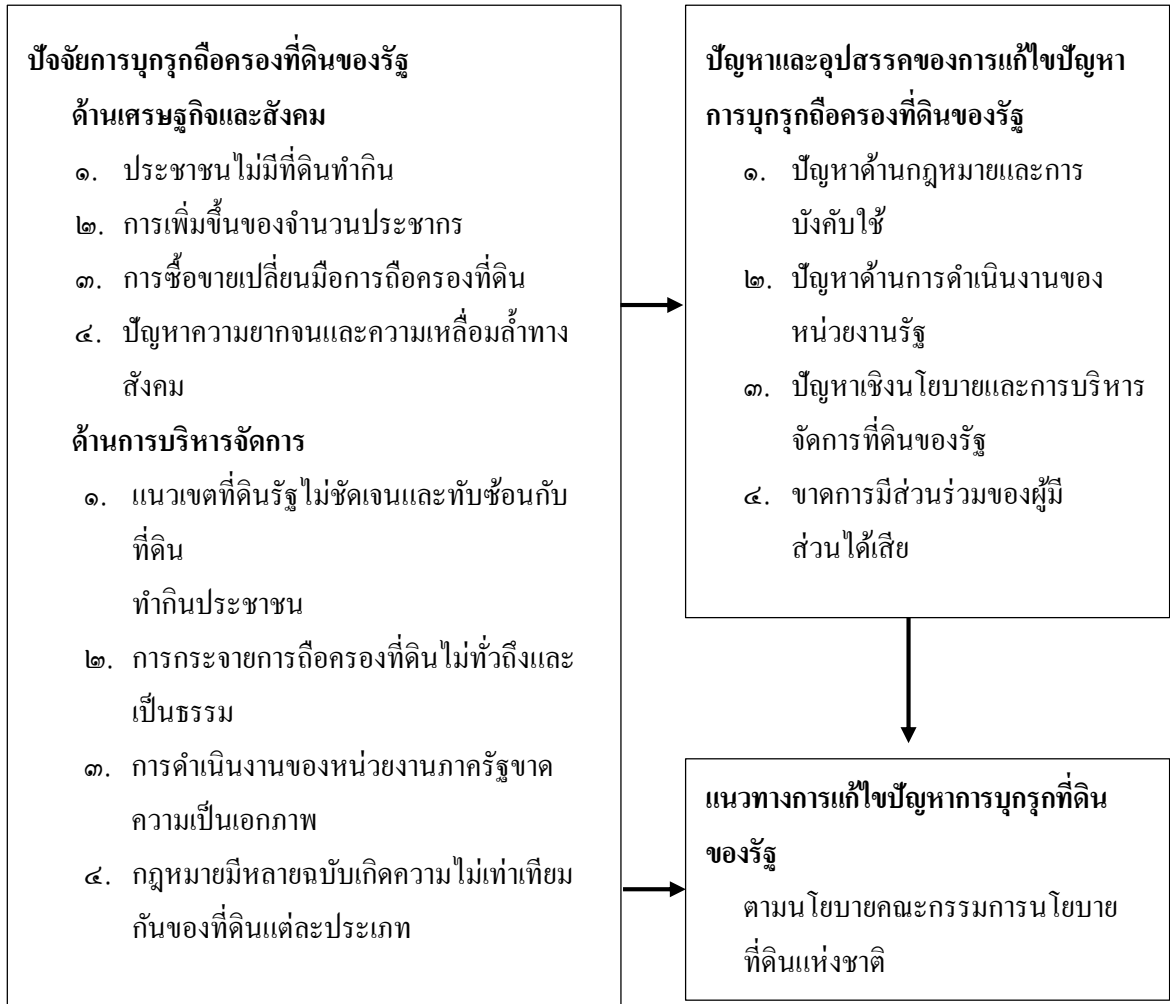 ปัจจัยการบุกรุกถือครองที่ดินของรัฐ
ด้านเศรษฐกิจและสังคม
๑. ประชาชนไม่มีที่ดินทำกิน
๒. การเพิ่มขึ้นของจำนวนประชากร
๓. การซื้อขายเปลี่ยนมือการถือครองที่ดิน
๔. ปัญหาความยากจนและความเหลื่อมล้ำทาง
สังคม
ด้านการบริหารจัดการ
๑. แนวเขตที่ดินรัฐไม่ชัดเจนและทับซ้อนกับ
ที่ดิน
ทำกินประชาชน
๒. การกระจายการถือครองที่ดินไม่ทั่วถึงและ
เป็นธรรม
๓. การดำเนินงานของหน่วยงานภาครัฐขาด
ความเป็นเอกภาพ
๔. กฎหมายมีหลายฉบับเกิดความไม่เท่าเทียม
กันของที่ดินแต่ละประเภท
ปัญหาและอุปสรรคของการแก้ไขปัญหา
การบุกรุกถือครองที่ดินของรัฐ
๑. ปัญหาด้านกฎหมายและการ
บังคับใช้
๒. ปัญหาด้านการดำเนินงานของ
หน่วยงานรัฐ
๓. ปัญหาเชิงนโยบายและการบริหาร
จัดการที่ดินของรัฐ
๔. ขาดการมีส่วนร่วมของผู้มี
ส่วนได้เสีย
แนวทางการแก้ไขปัญหาการบุกรุกที่ดิน
ของรัฐ
ตามนโยบายคณะกรรมการนโยบาย
ที่ดินแห่งชาติ